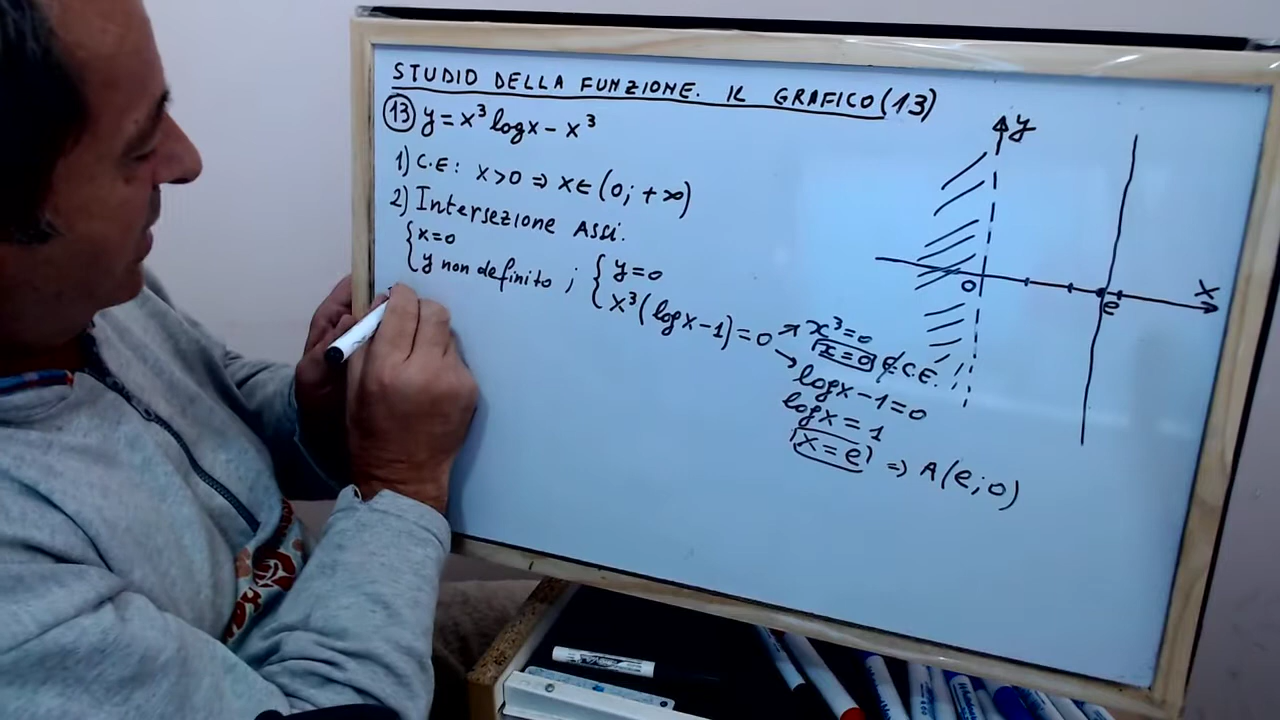 STUDIO DELLA FUNZIONE. IL GRAFICO (13)
13 y = x³ logx - x³
1) C.E: x>0 ⇒ x∈(0; +∞)
2) Intersezione Assi.
{ x=0
{ y non definito ; { y=0
{ x³(logx-1)=0 ↗ x³=0
x=0 ∉ C.E.
↘ logx-1=0
logx = 1
x = e ⇒ A(e;0)
y
0
e
x